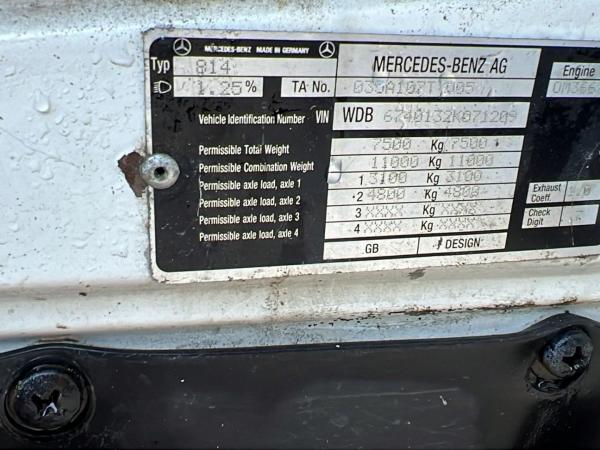 MERCEDES-BENZ MADE IN GERMANY
Typ 814 MERCEDES-BENZ AG Engine
1.25% TA No. OM366
Vehicle Identification Number VIN WDB 6740132K071209
Permissible Total Weight 7500 Kg 7500
Permissible Combination Weight 11000 Kg 11000
Permissible axle load, axle 1 1 3100 Kg 3100
Permissible axle load, axle 2 2 4800 Kg 4800 Exhaust Coeff.
Permissible axle load, axle 3 3 XXXX Kg XXXX Check Digit
Permissible axle load, axle 4 4 XXXX Kg XXXX
GB DESIGN